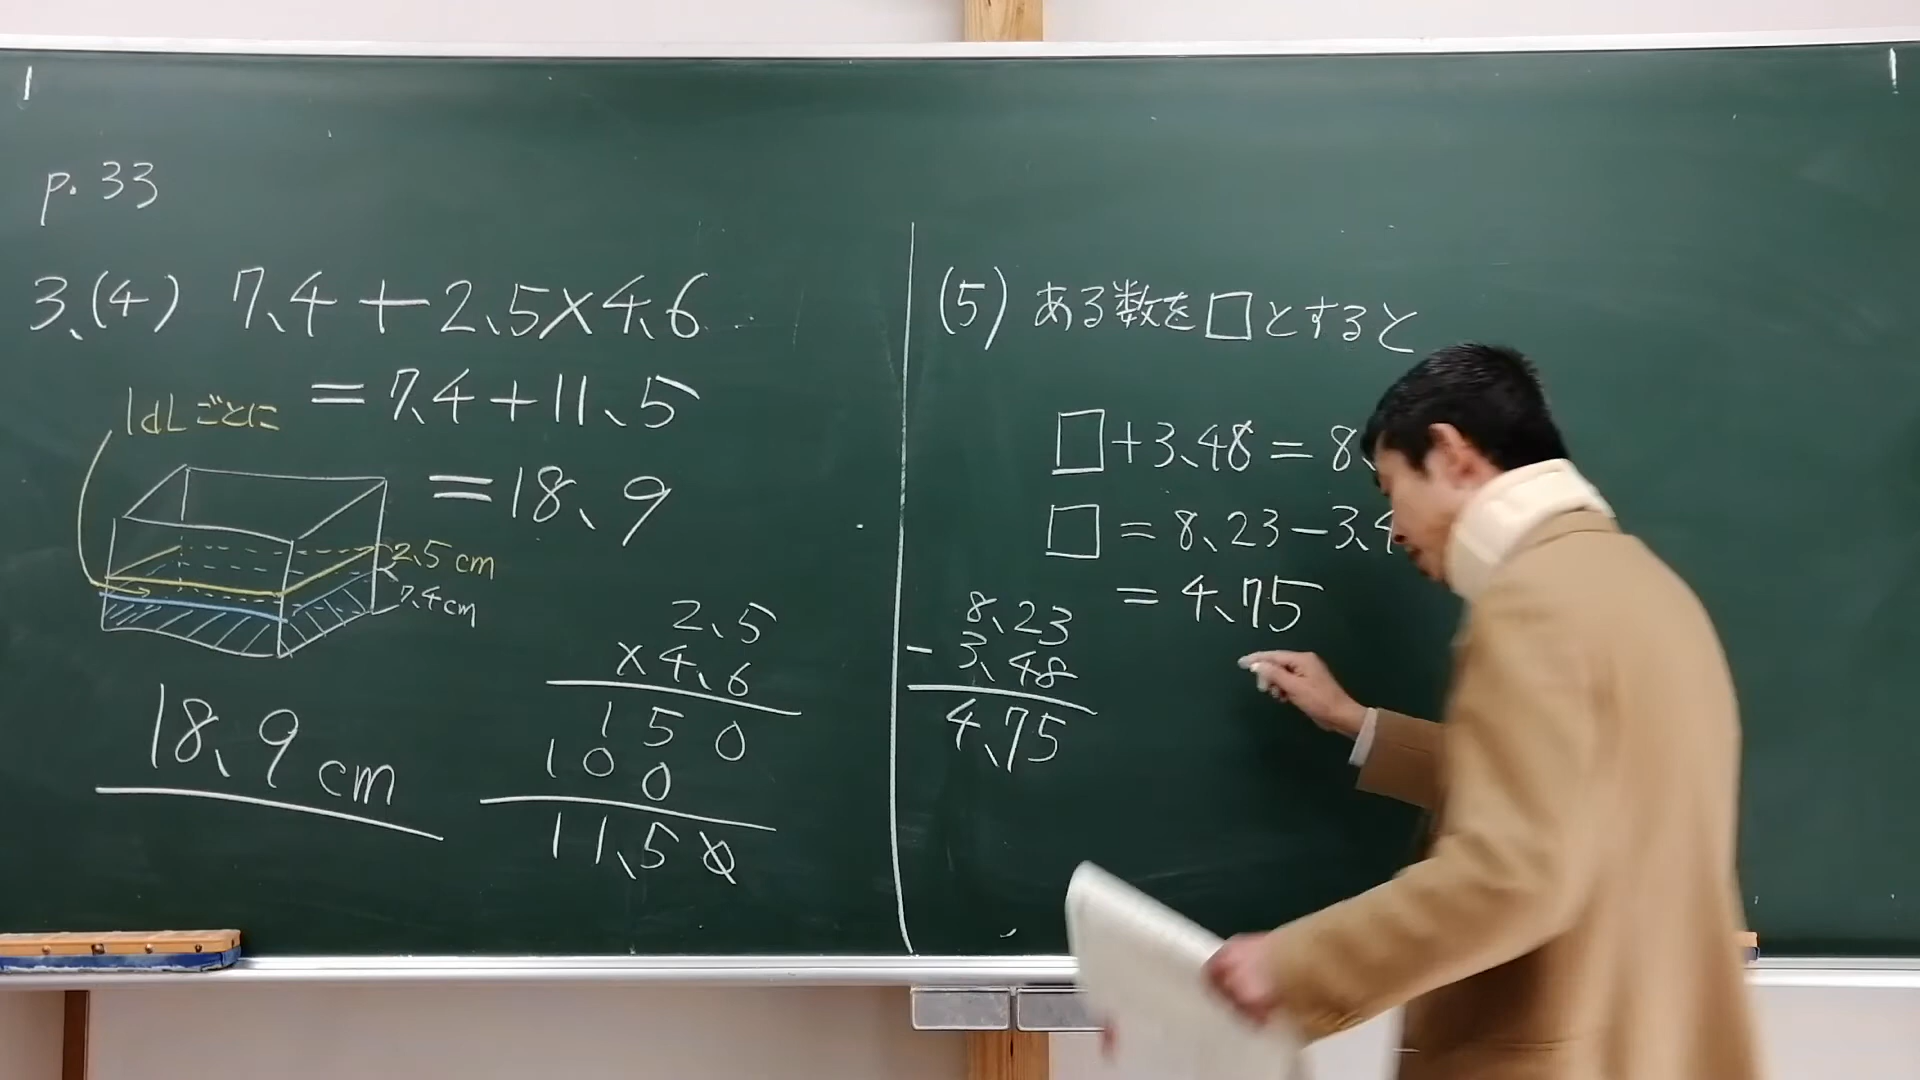 p.33
3.(4) 7.4+2.5×4.6
=7.4+11.5
=18.9
1dLごとに
2.5cm
7.4cm
18.9cm
2.5
×4.6
150
100
0
11.50
(5) ある数を□とすると
□+3.48=8.
□=8.23-3.4
=4.75
8.23
-3.48
4.75